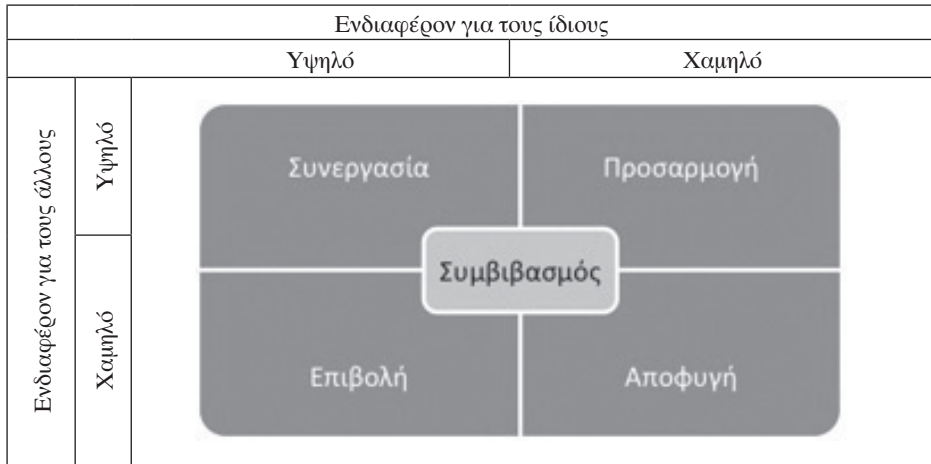 Ενδιαφέρον για τους ίδιους
Υψηλό Χαμηλό
Ενδιαφέρον για τους άλλους
Υψηλό
Χαμηλό
Συνεργασία Προσαρμογή
Συμβιβασμός
Επιβολή Αποφυγή